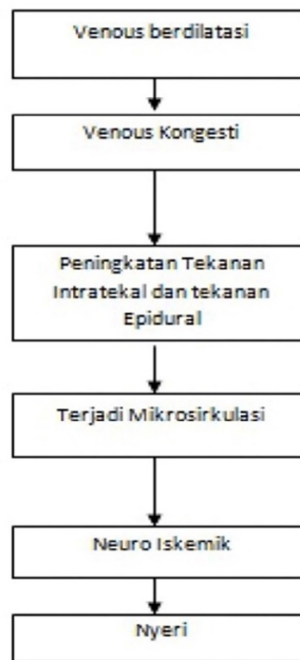 Venous berdilatasi
Venous Kongesti
Peningkatan Tekanan
Intratekal dan tekanan
Epidural
Terjadi Mikrosirkulasi
Neuro Iskemik
Nyeri